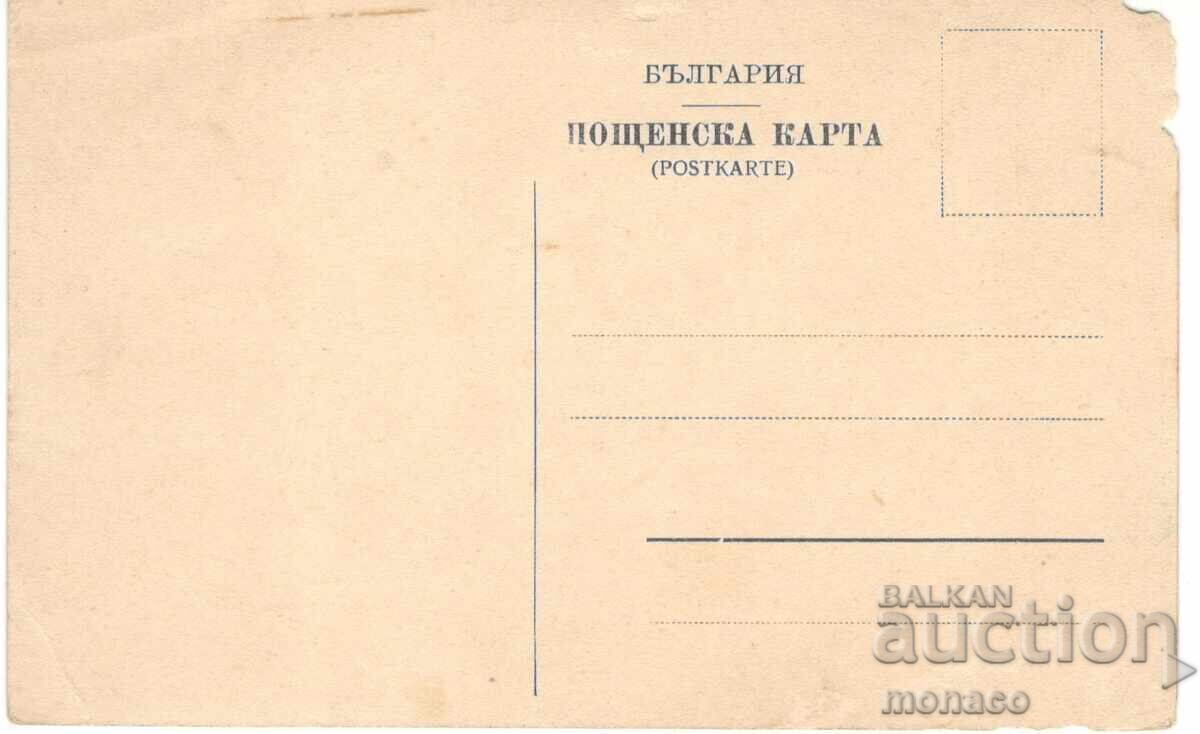 БЪЛГАРИЯ
ПОЩЕНСКА КАРТА
(POSTKARTE)
BALKAN
auction
monaco